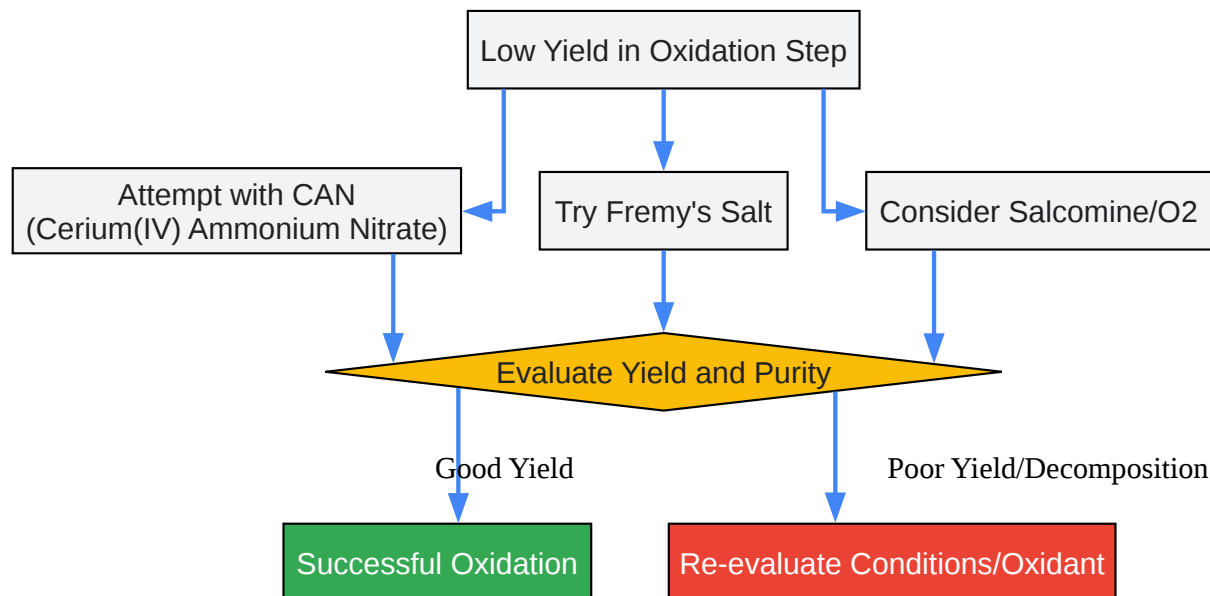 Low Yield in Oxidation Step
Attempt with CAN
(Cerium(IV) Ammonium Nitrate)
Try Fremy's Salt
Consider Salcomine/O2
Evaluate Yield and Purity
Good Yield
Poor Yield/Decomposition
Successful Oxidation
Re-evaluate Conditions/Oxidant